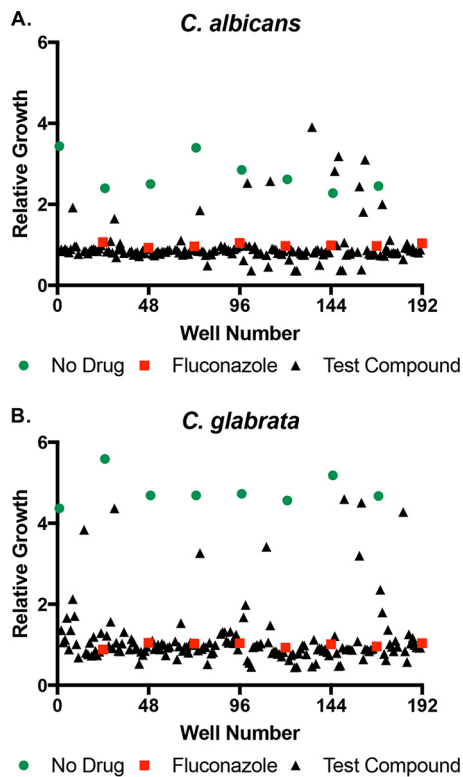 A.
C. albicans
6
4
2
0
Relative Growth
0 48 96 144 192
Well Number
No Drug Fluconazole Test Compound
B.
C. glabrata
6
4
2
0
Relative Growth
0 48 96 144 192
Well Number
No Drug Fluconazole Test Compound